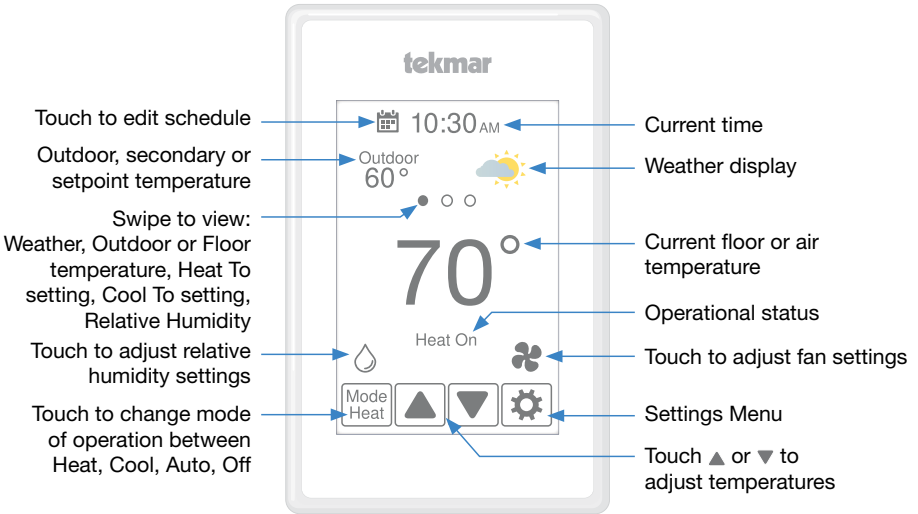 tekmar
Touch to edit schedule
10:30 AM
Current time
Outdoor, secondary or
setpoint temperature
Outdoor
60°
Weather display
Swipe to view:
Weather, Outdoor or Floor
temperature, Heat To
setting, Cool To setting,
Relative Humidity
70°
Current floor or air
temperature
Operational status
Heat On
Touch to adjust relative
humidity settings
Touch to adjust fan settings
Touch to change mode
of operation between
Heat, Cool, Auto, Off
Mode
Heat
Settings Menu
Touch ▲ or ▼ to
adjust temperatures